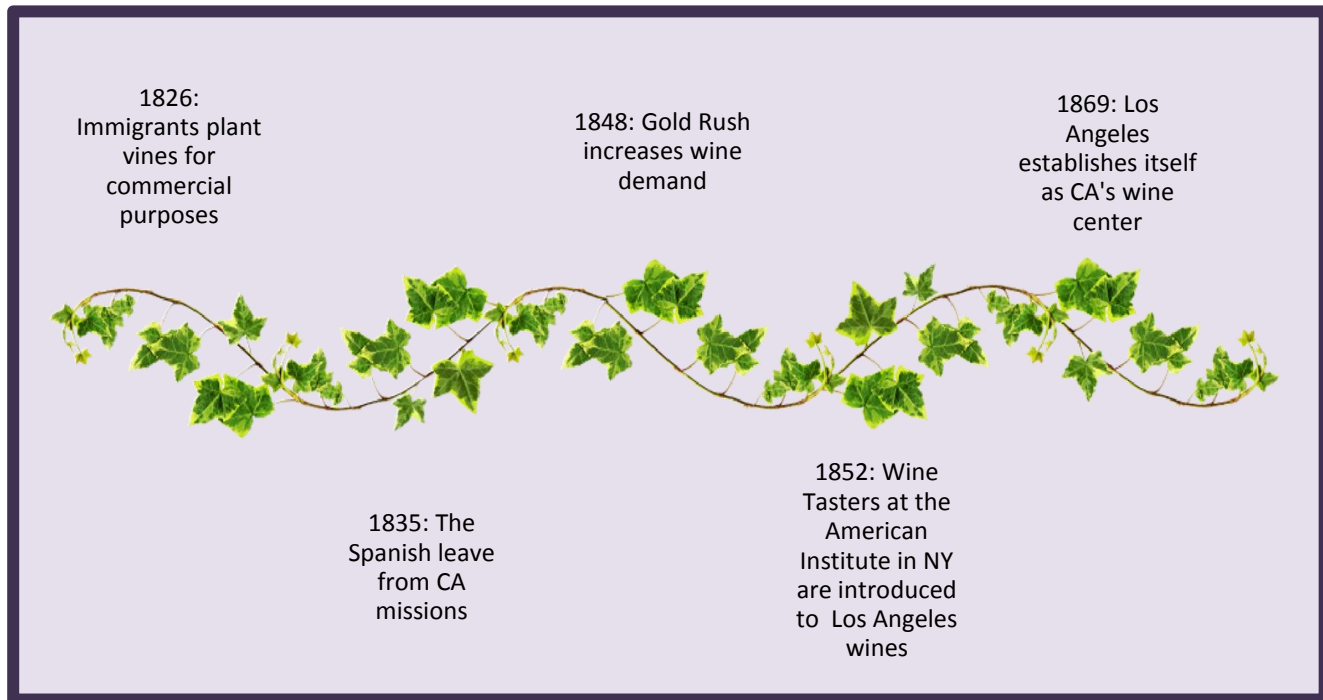 1826:
Immigrants plant
vines for
commercial
purposes
1835: The
Spanish leave
from CA
missions
1848: Gold Rush
increases wine
demand
1852: Wine
Tasters at the
American
Institute in NY
are introduced
to  Los Angeles
wines
1869: Los
Angeles
establishes itself
as CA's wine
center